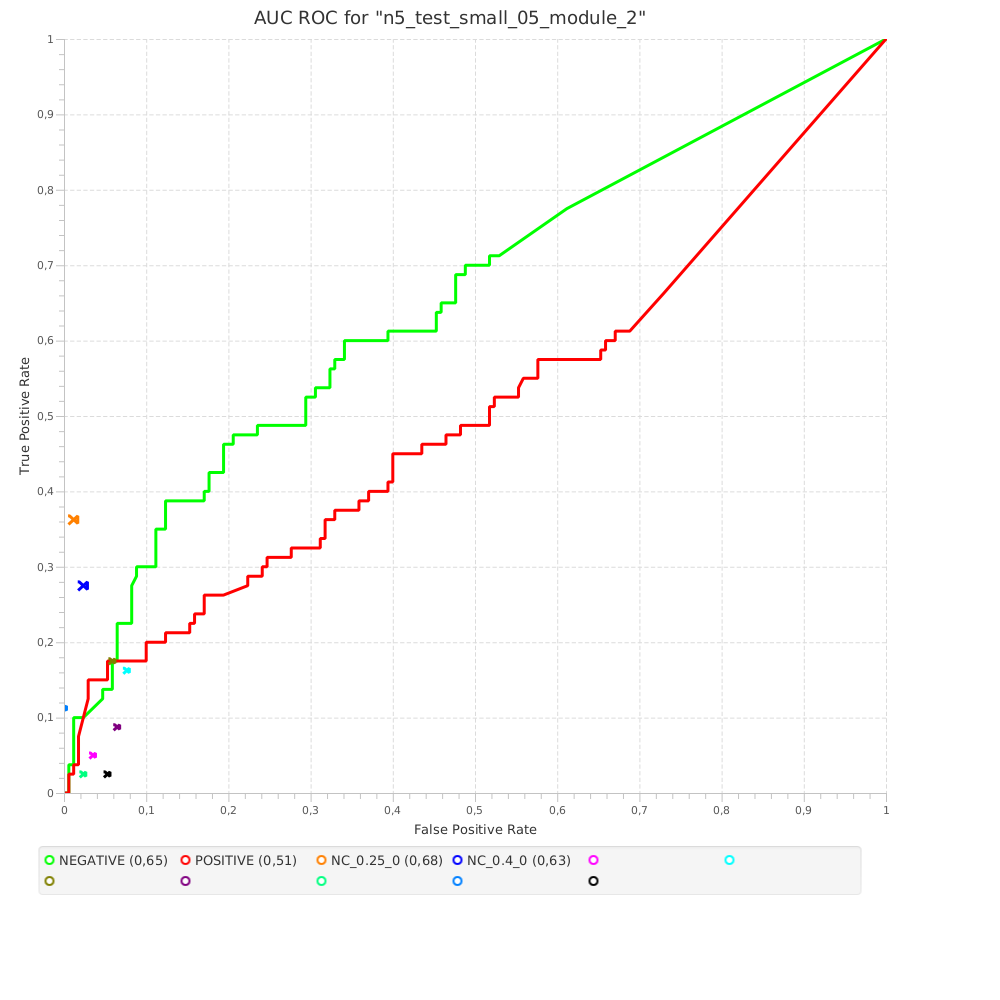 AUC ROC for "n5_test_small_05_module_2"
True Positive Rate
1
0,9
0,8
0,7
0,6
0,5
0,4
0,3
0,2
0,1
0
0 0,1 0,2 0,3 0,4 0,5 0,6 0,7 0,8 0,9 1
False Positive Rate
NEGATIVE (0,65) POSITIVE (0,51) NC_0.25_0 (0,68) NC_0.4_0 (0,63)